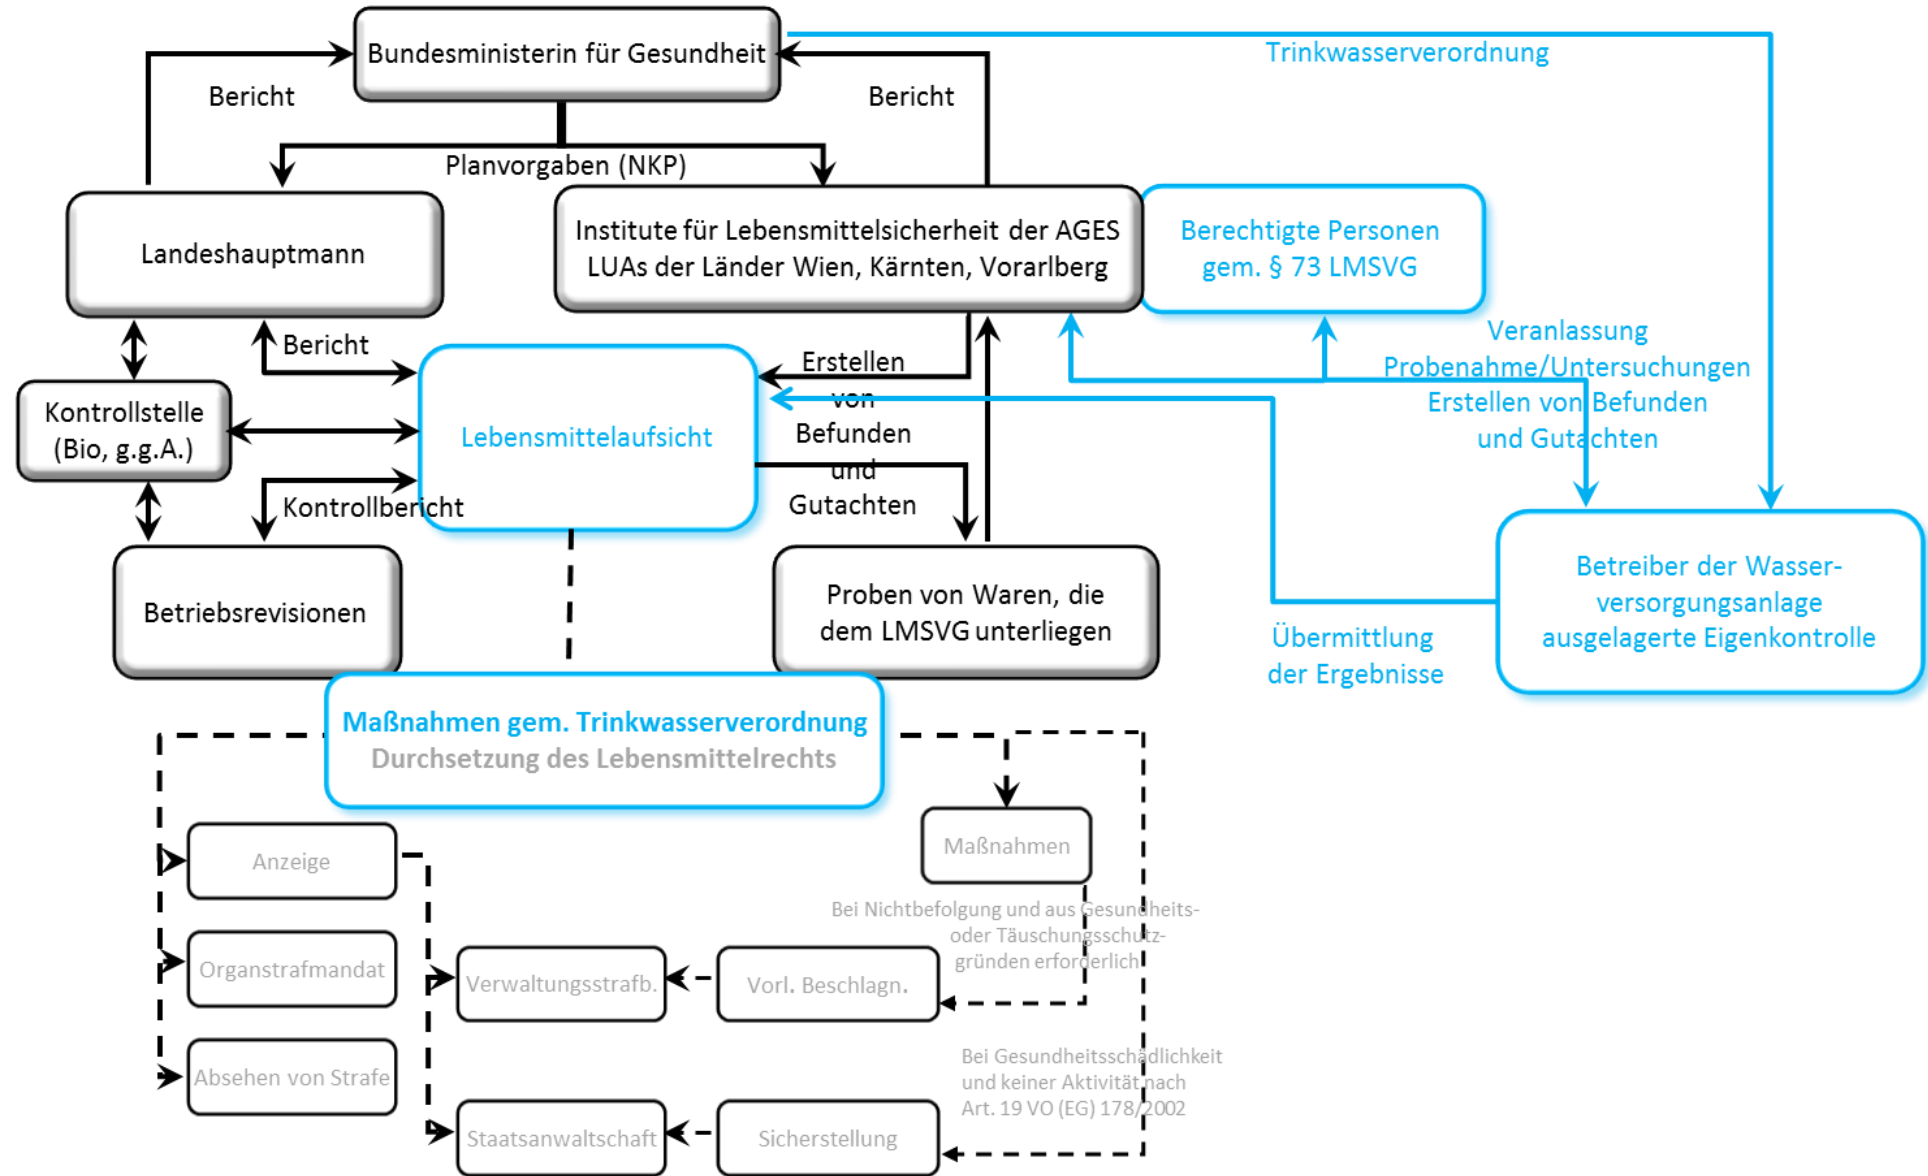 Bundesministerin für Gesundheit
Trinkwasserverordnung
Bericht
Bericht
Planvorgaben (NKP)
Landeshauptmann
Institute für Lebensmittelsicherheit der AGES
LUAs der Länder Wien, Kärnten, Vorarlberg
Berechtigte Personen
gem. § 73 LMSVG
Bericht
Erstellen
von
Befunden
und
Gutachten
Veranlassung
Probenahme/Untersuchungen
Erstellen von Befunden
und Gutachten
Kontrollstelle
(Bio, g.g.A.)
Lebensmittelaufsicht
Kontrollbericht
Betriebsrevisionen
Proben von Waren, die
dem LMSVG unterliegen
Betreiber der Wasser-
versorgungsanlage
ausgelagerte Eigenkontrolle
Übermittlung
der Ergebnisse
Maßnahmen gem. Trinkwasserverordnung
Durchsetzung des Lebensmittelrechts
Anzeige
Maßnahmen
Bei Nichtbefolgung und aus Gesundheits-
oder Täuschungsschutz-
gründen erforderlich
Organstrafmandat
Verwaltungsstrafb.
Vorl. Beschlagn.
Absehen von Strafe
Bei Gesundheitsschädlichkeit
und keiner Aktivität nach
Art. 19 VO (EG) 178/2002
Staatsanwaltschaft
Sicherstellung